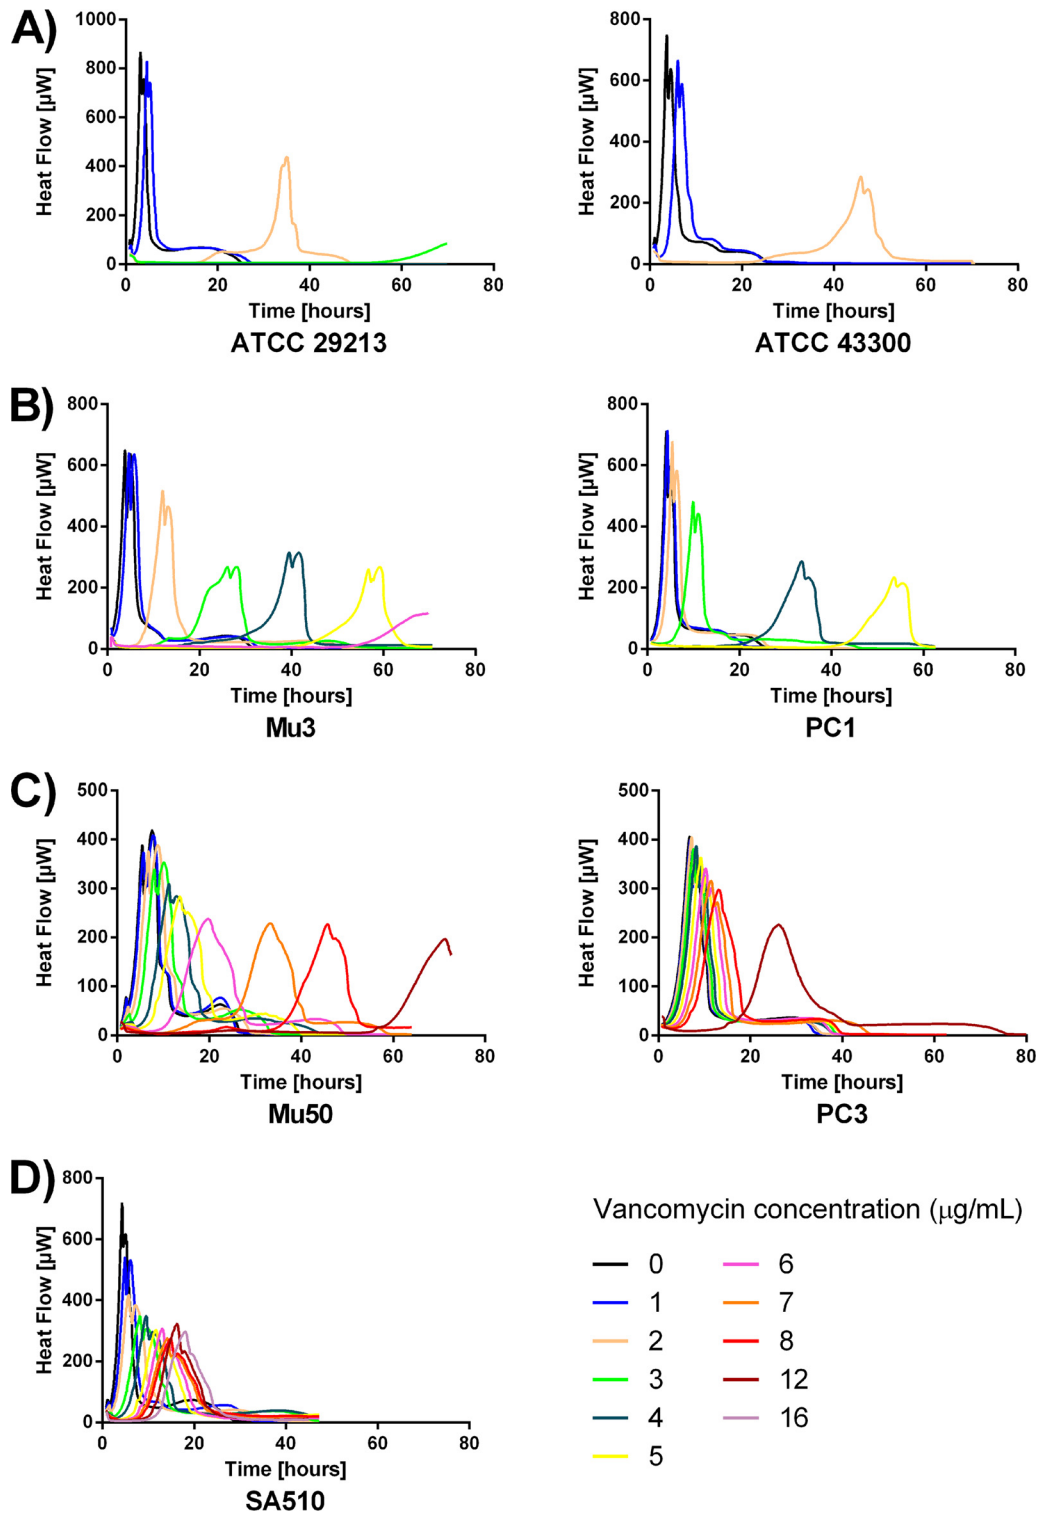 A)
1000
800
600
400
200
0
Heat Flow [µW]
0 20 40 60 80
Time [hours]
ATCC 29213
800
600
400
200
0
Heat Flow [µW]
0 20 40 60 80
Time [hours]
ATCC 43300
B)
800
600
400
200
0
Heat Flow [µW]
0 20 40 60 80
Time [hours]
Mu3
800
600
400
200
0
Heat Flow [µW]
0 20 40 60 80
Time [hours]
PC1
C)
500
400
300
200
100
0
Heat Flow [µW]
0 20 40 60 80
Time [hours]
Mu50
500
400
300
200
100
0
Heat Flow [µW]
0 20 40 60 80
Time [hours]
PC3
D)
800
600
400
200
0
Heat Flow [µW]
0 20 40 60 80
Time [hours]
SA510
Vancomycin concentration (µg/mL)
0 6
1 7
2 8
3 12
4 16
5